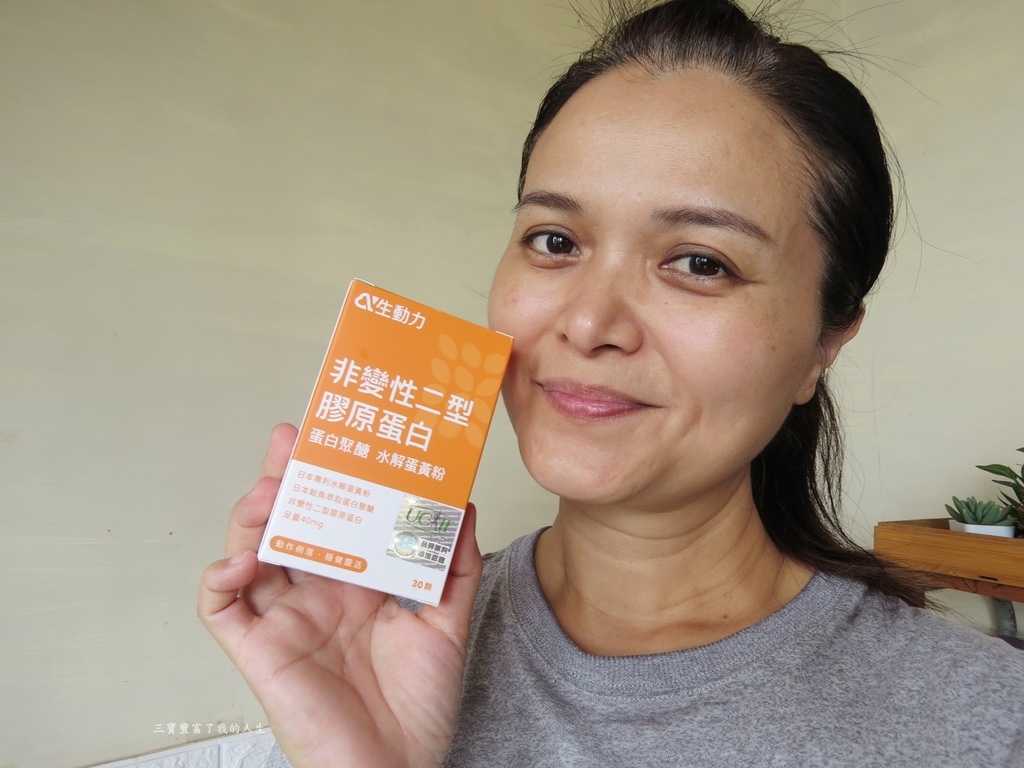 生動力
非變性二型
膠原蛋白
蛋白聚醣 水解蛋黃粉
日本專利水解蛋黃粉
日本鮭魚萃取蛋白聚醣
非變性二型膠原蛋白
足量40mg
UC-II
動作俐落・穩健靈活
30顆
三寶豐富了我的人生